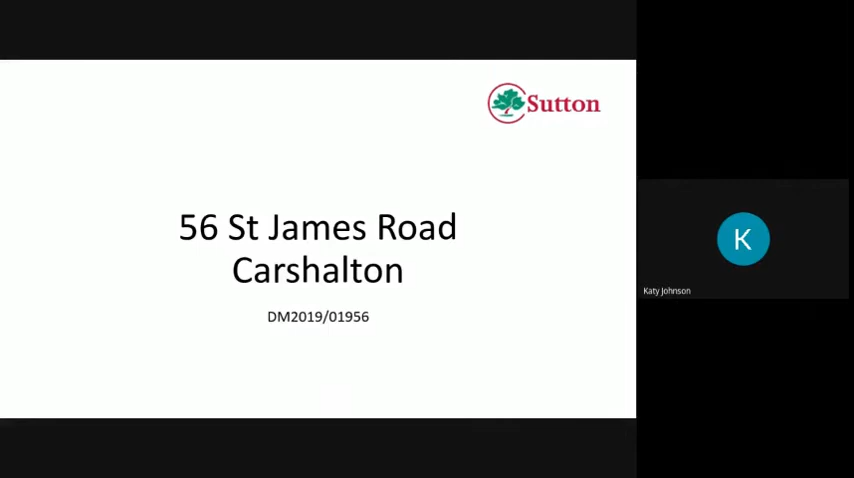 Sutton
56 St James Road
Carshalton
DM2019/01956
K
Katy Johnson